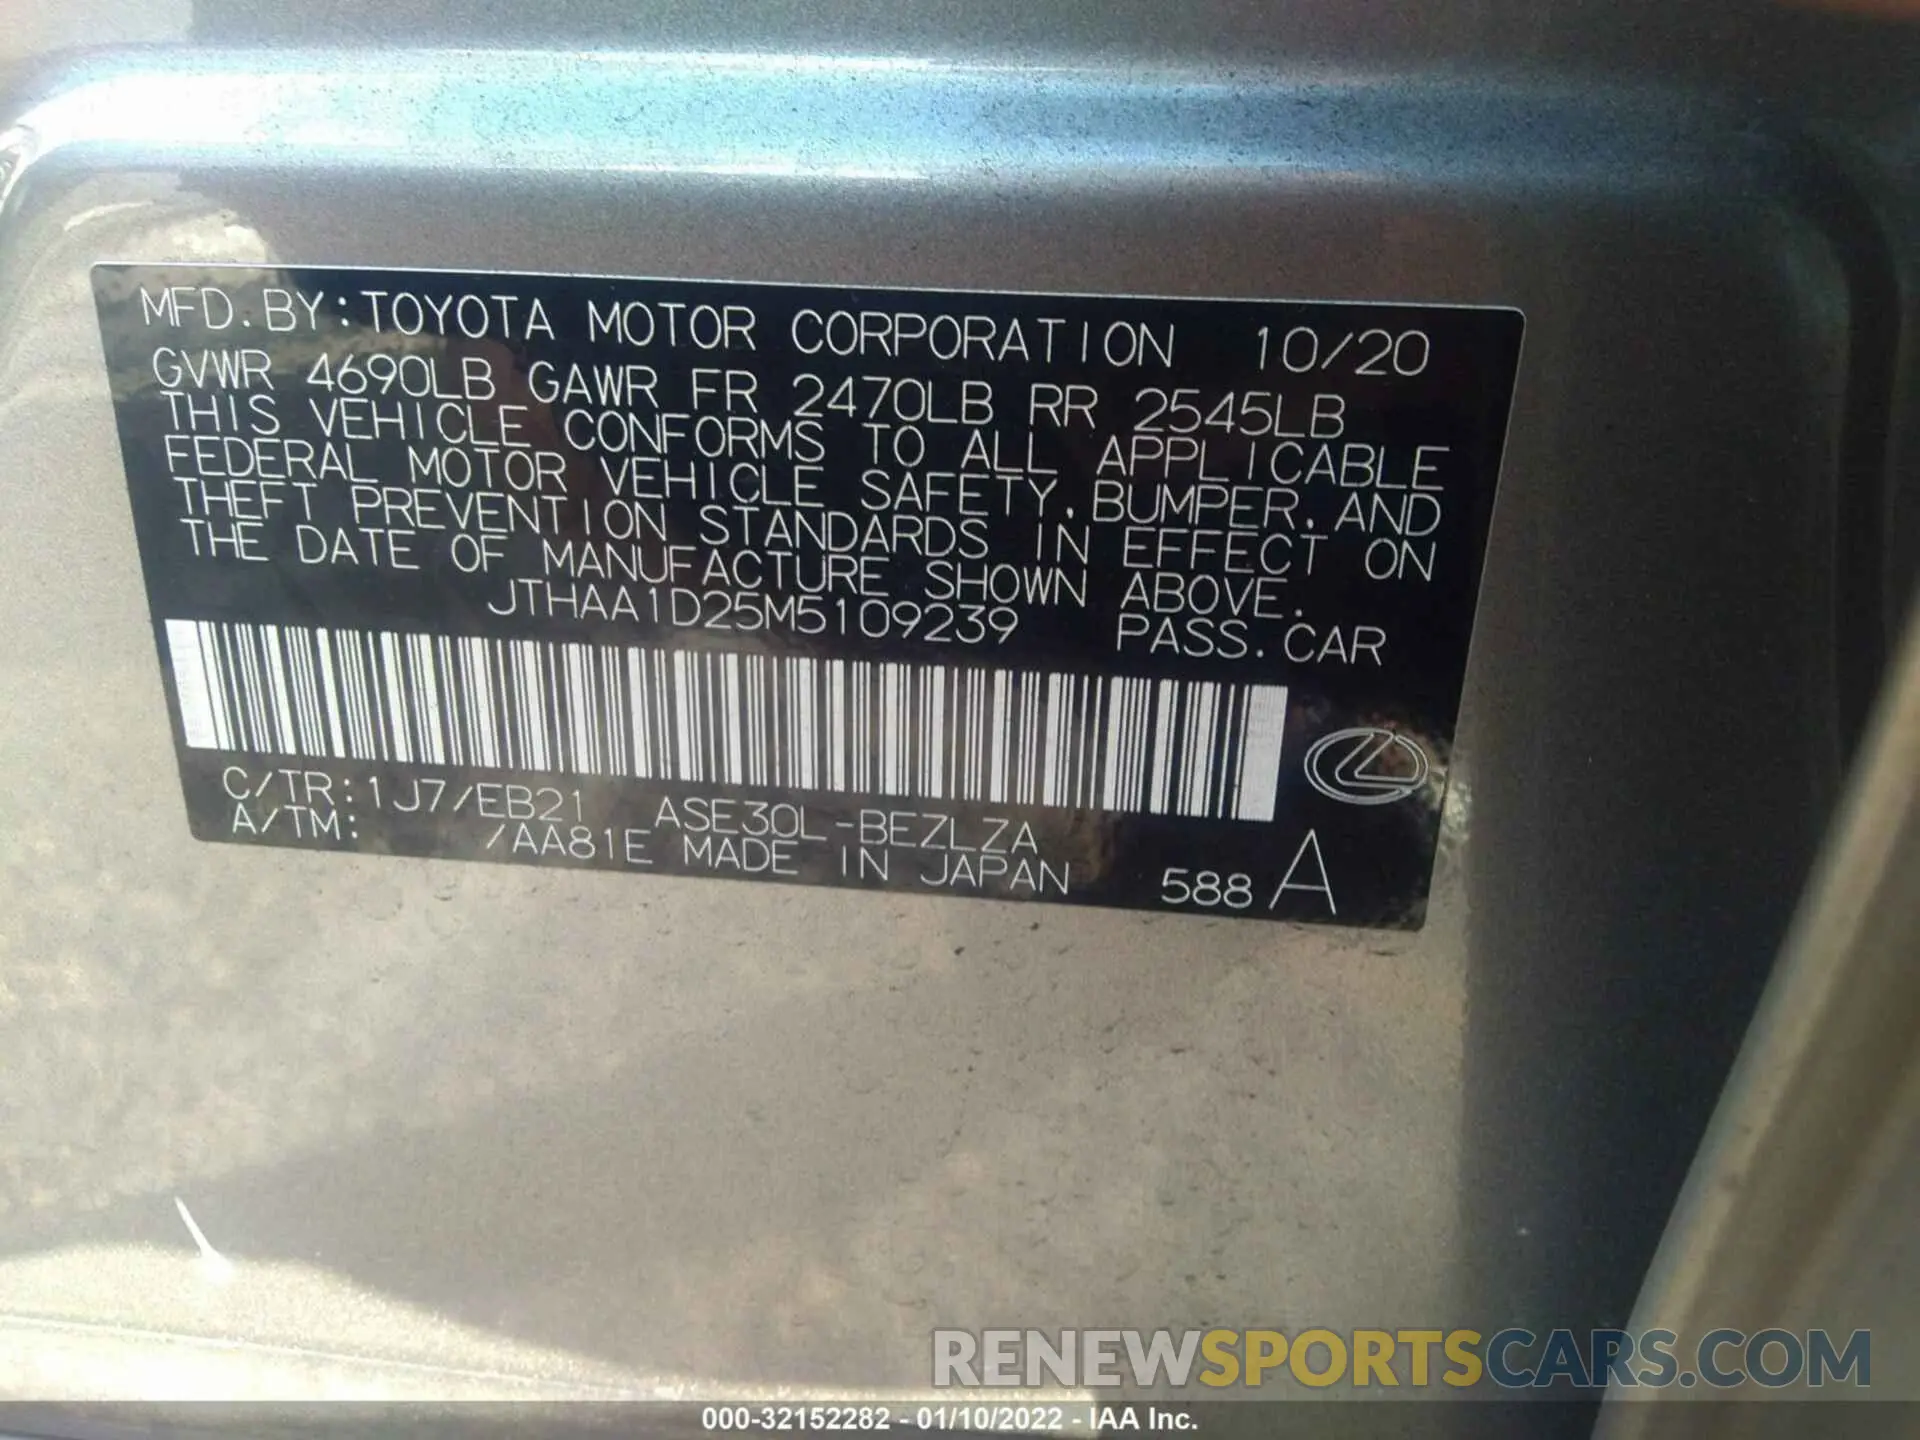 MFD. BY: TOYOTA MOTOR CORPORATION 10/20
GVWR 4690LB GAWR FR 2470LB RR 2545LB
THIS VEHICLE CONFORMS TO ALL APPLICABLE
FEDERAL MOTOR VEHICLE SAFETY, BUMPER, AND
THEFT PREVENTION STANDARDS IN EFFECT ON
THE DATE OF MANUFACTURE SHOWN ABOVE.
JTHAA1D25M5109239 PASS. CAR
C/TR: 1J7/EB21 ASE30L-BEZLZA
A/TM: /AA81E MADE IN JAPAN 588 A
RENEWSPORTSCARS.COM
000-32152282 - 01/10/2022 - IAA Inc.